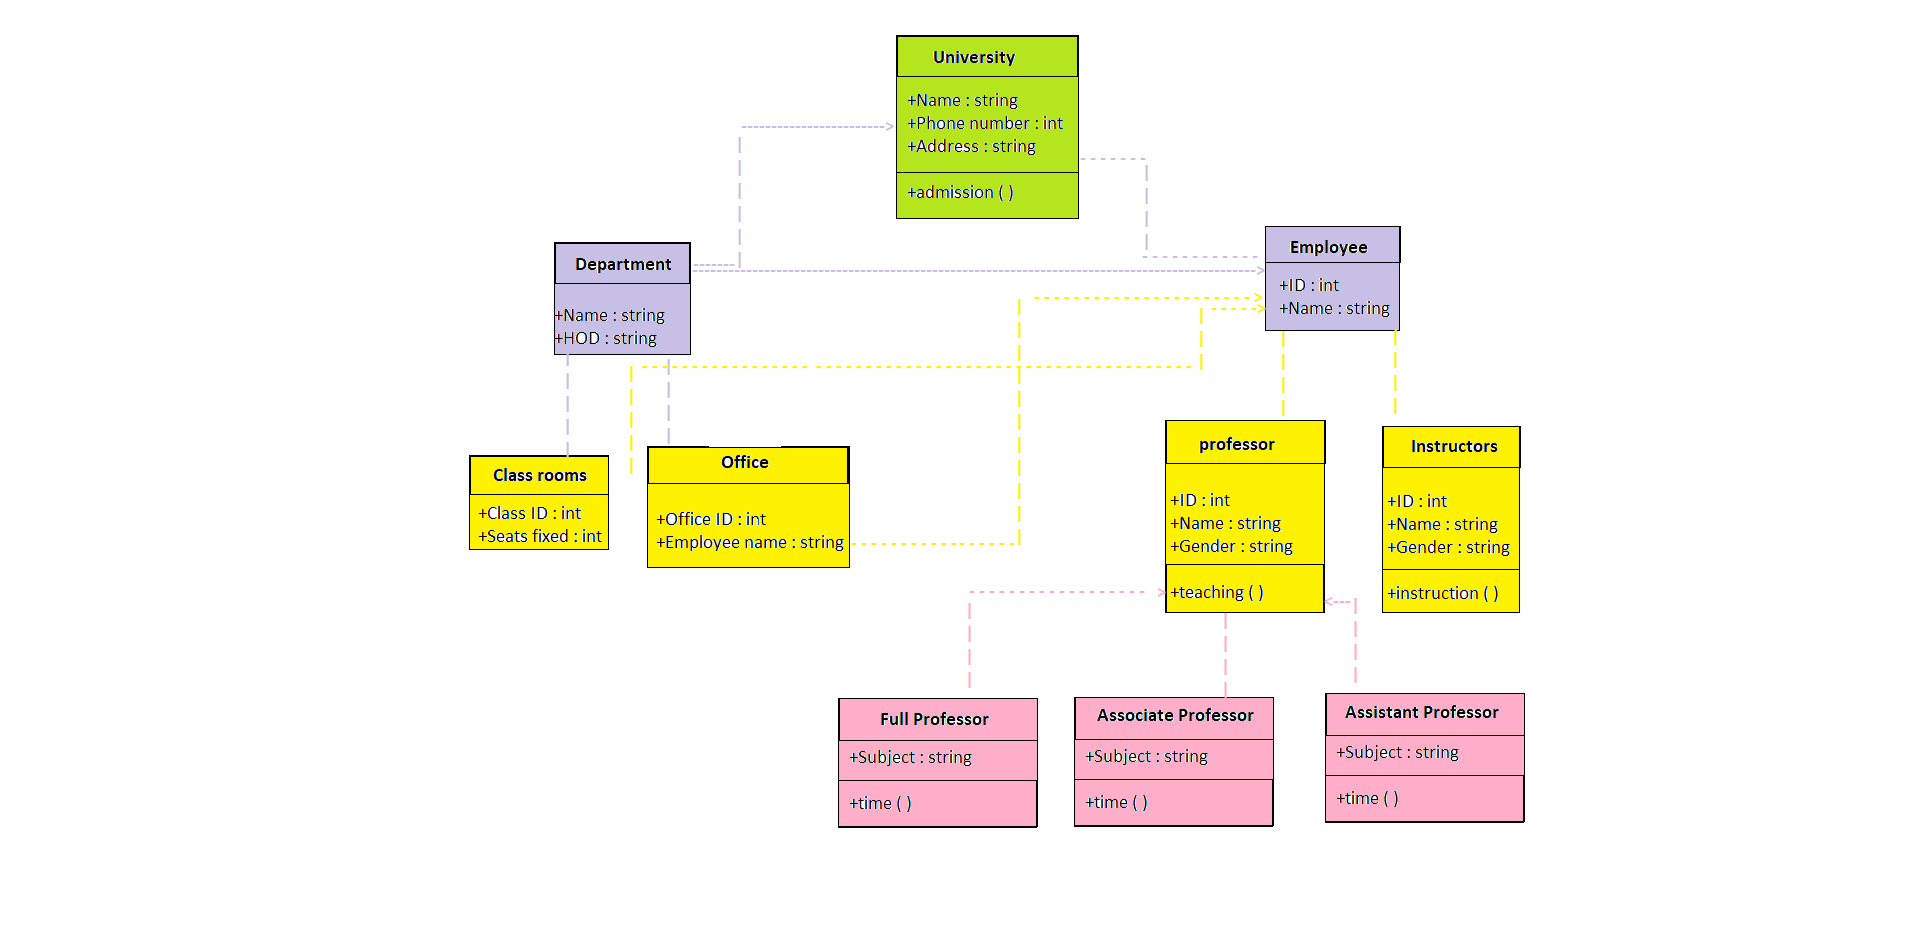 University
+Name : string
+Phone number : int
+Address : string
+admission ( )
Department
+Name : string
+HOD : string
Employee
+ID : int
+Name : string
Class rooms
+Class ID : int
+Seats fixed : int
Office
+Office ID : int
+Employee name : string
professor
+ID : int
+Name : string
+Gender : string
+teaching ( )
Instructors
+ID : int
+Name : string
+Gender : string
+instruction ( )
Full Professor
+Subject : string
+time ( )
Associate Professor
+Subject : string
+time ( )
Assistant Professor
+Subject : string
+time ( )